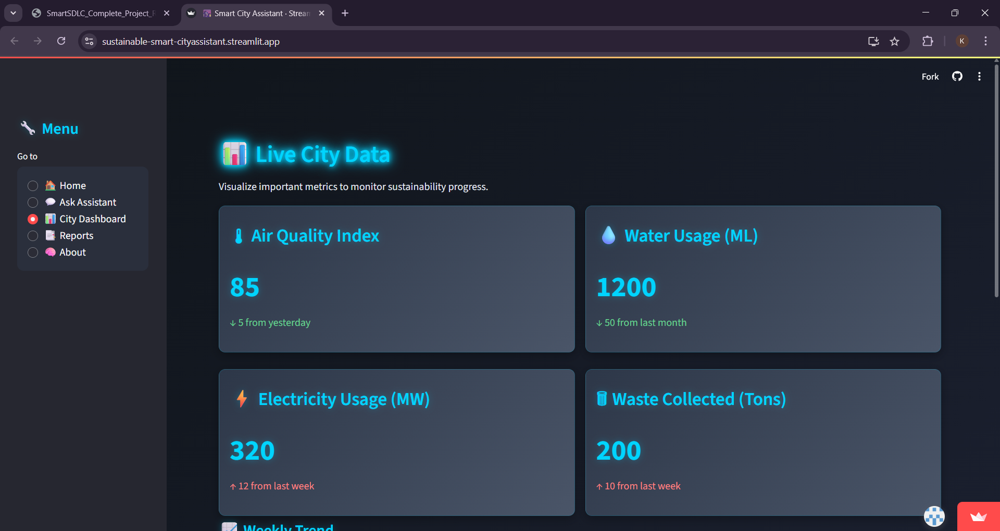 SmartSDLC_Complete_Project_R
Smart City Assistant · Stream
sustainable-smart-cityassistant.streamlit.app
K
Fork
Menu
Go to
Home
Ask Assistant
City Dashboard
Reports
About
Live City Data
Visualize important metrics to monitor sustainability progress.
Air Quality Index
85
↓ 5 from yesterday
Water Usage (ML)
1200
↓ 50 from last month
Electricity Usage (MW)
320
↑ 12 from last week
Waste Collected (Tons)
200
↑ 10 from last week
Weekly Trend